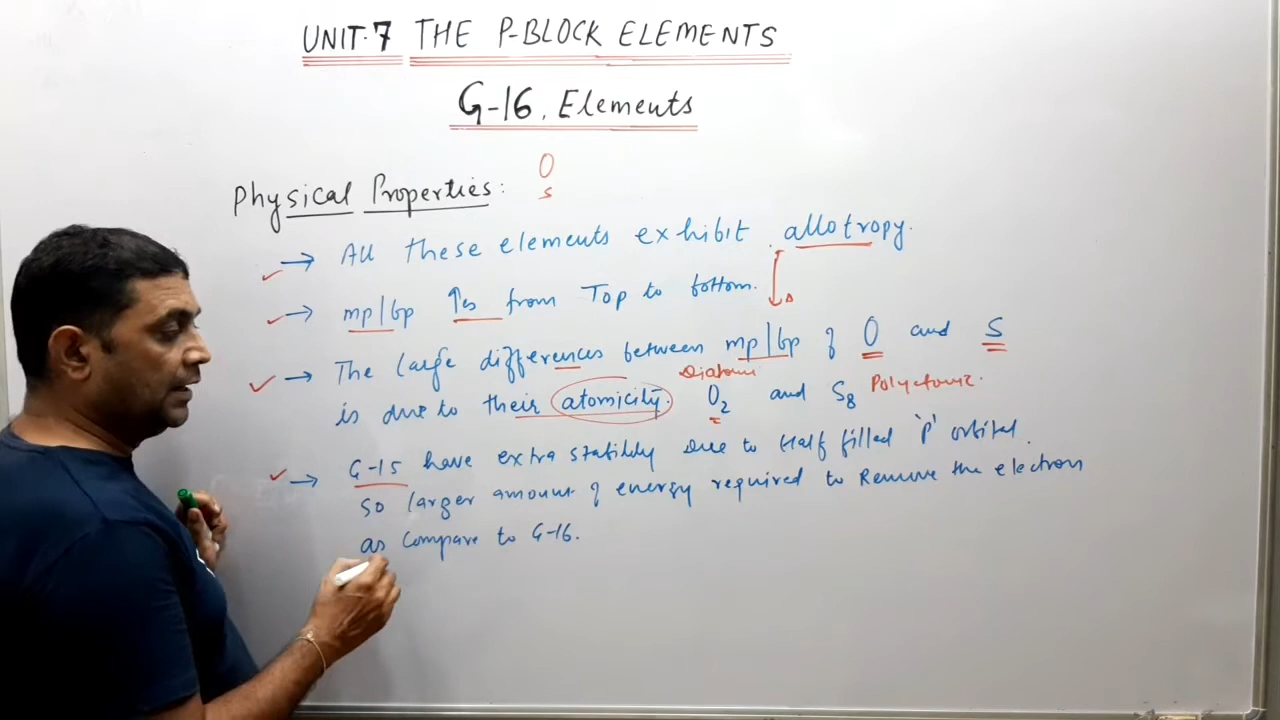 UNIT-7 THE P-BLOCK ELEMENTS
G-16. Elements
O
S
Physical Properties:
→ All these elements exhibit allotropy.
→ mp/bp ↑es from Top to bottom.
→ The large differences between mp/bp of O and S
Diatomic
is due to their atomicity. O2 and S8 Polyatomic.
→ G-15 have extra stability due to Half filled 'p' orbital.
So larger amount of energy required to Remove the electron
as compare to G-16.